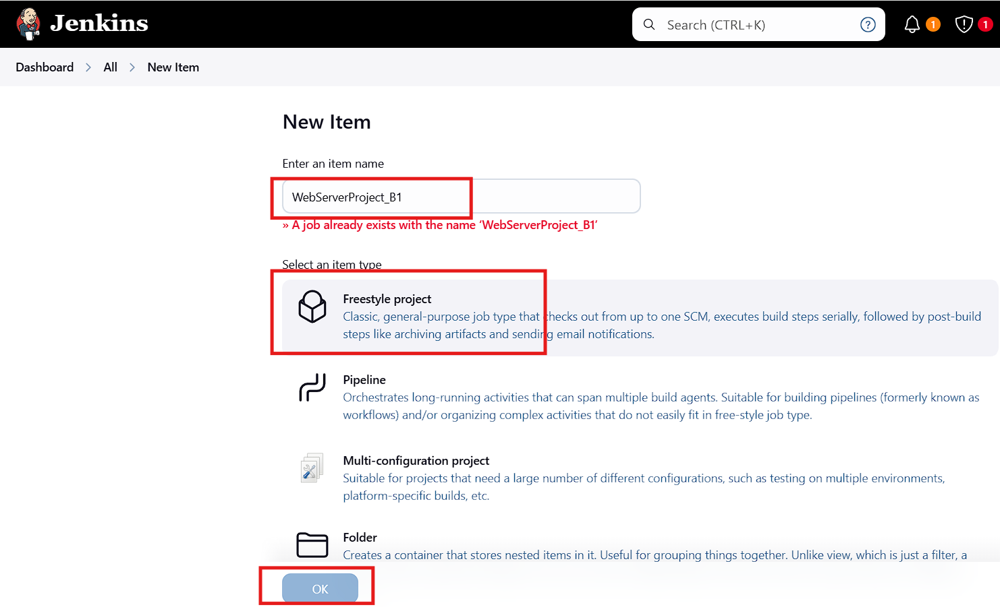 Jenkins
Search (CTRL+K)
?
1
1
Dashboard > All > New Item
New Item
Enter an item name
WebServerProject_B1
» A job already exists with the name ‘WebServerProject_B1’
Select an item type
Freestyle project
Classic, general-purpose job type that checks out from up to one SCM, executes build steps serially, followed by post-build
steps like archiving artifacts and sending email notifications.
Pipeline
Orchestrates long-running activities that can span multiple build agents. Suitable for building pipelines (formerly known as
workflows) and/or organizing complex activities that do not easily fit in free-style job type.
Multi-configuration project
Suitable for projects that need a large number of different configurations, such as testing on multiple environments,
platform-specific builds, etc.
Folder
Creates a container that stores nested items in it. Useful for grouping things together. Unlike view, which is just a filter, a
OK